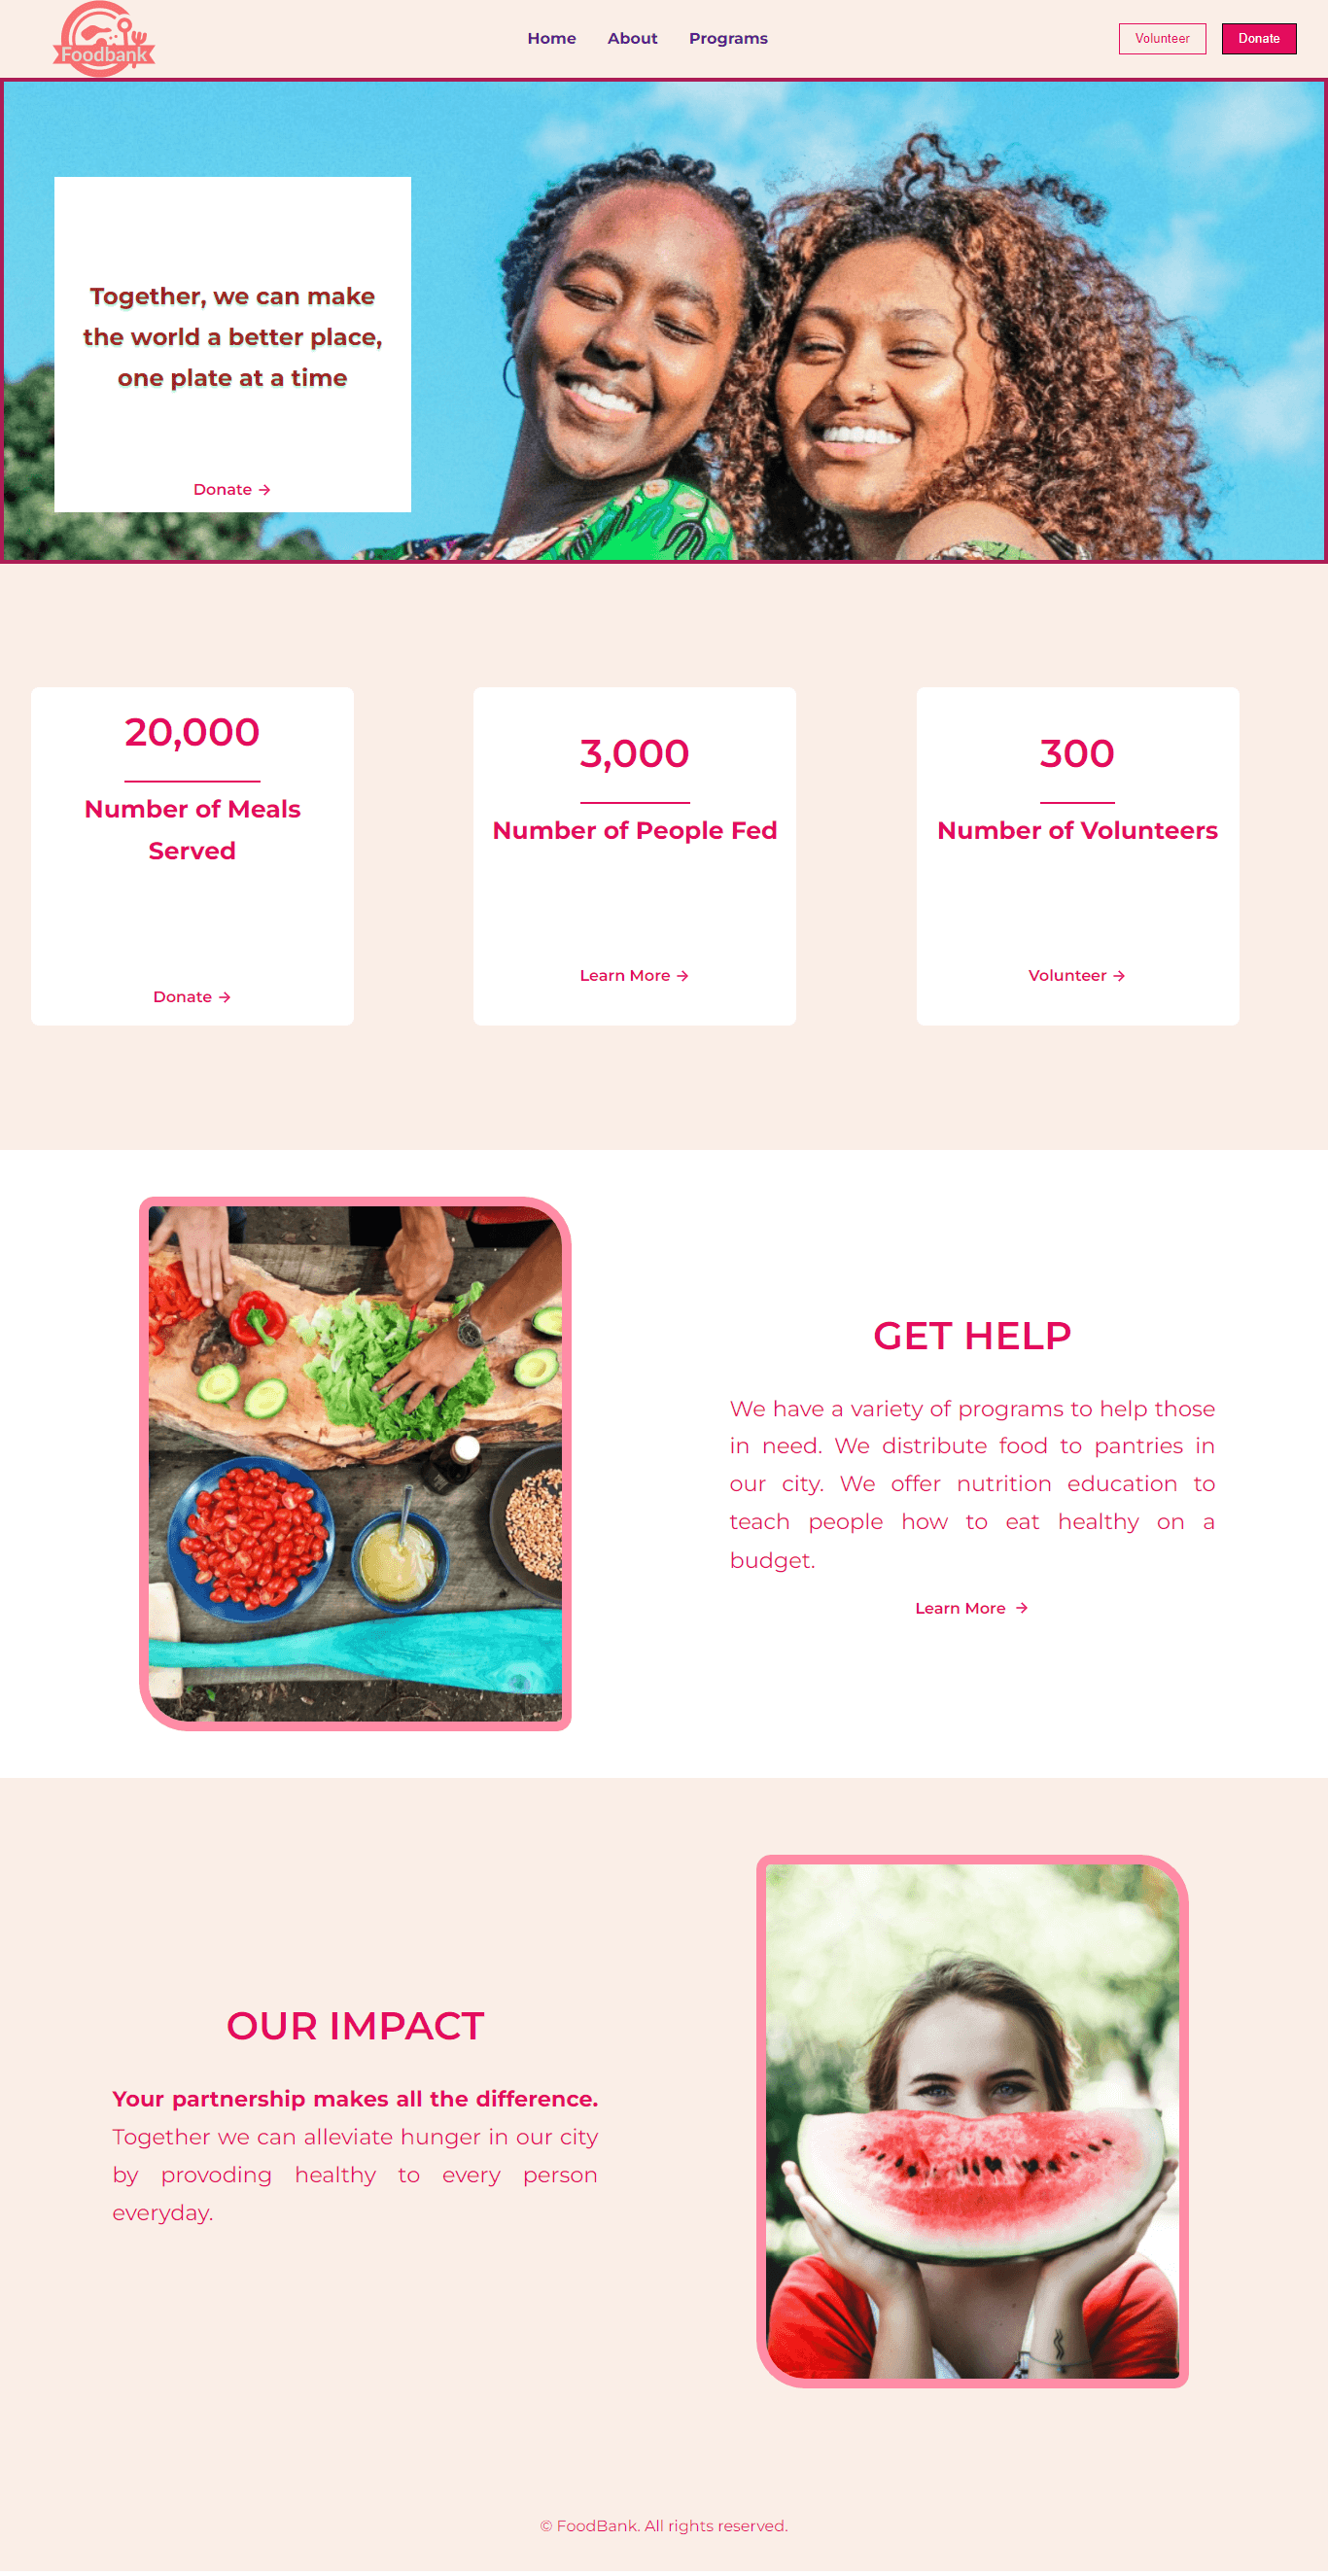 Foodbank
Home
About
Programs
Volunteer
Donate
Together, we can make
the world a better place,
one plate at a time
Donate →
20,000
Number of Meals
Served
Donate →
3,000
Number of People Fed
Learn More →
300
Number of Volunteers
Volunteer →
GET HELP
We have a variety of programs to help those
in need. We distribute food to pantries in
our city. We offer nutrition education to
teach people how to eat healthy on a
budget.
Learn More →
OUR IMPACT
Your partnership makes all the difference.
Together we can alleviate hunger in our city
by provoding healthy to every person
everyday.
© FoodBank. All rights reserved.